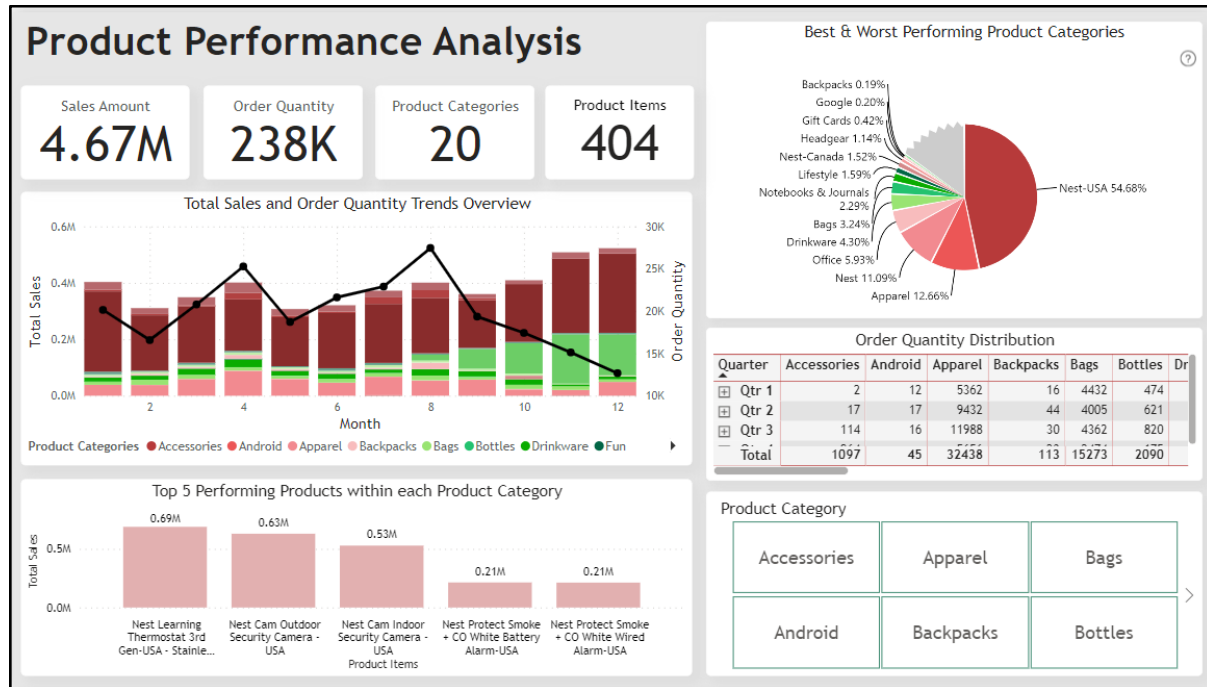 Product Performance Analysis
Sales Amount
4.67M
Order Quantity
238K
Product Categories
20
Product Items
404
Total Sales and Order Quantity Trends Overview
0.6M
0.4M
0.2M
0.0M
Total Sales
30K
25K
20K
15K
10K
Order Quantity
2 4 6 8 10 12
Month
Product Categories Accessories Android Apparel Backpacks Bags Bottles Drinkware Fun
Top 5 Performing Products within each Product Category
Total Sales
0.5M
0.0M
0.69M
0.63M
0.53M
0.21M
0.21M
Nest Learning
Thermostat 3rd
Gen-USA - Stainle...
Nest Cam Outdoor
Security Camera -
USA
Nest Cam Indoor
Security Camera -
USA
Nest Protect Smoke
+ CO White Battery
Alarm-USA
Nest Protect Smoke
+ CO White Wired
Alarm-USA
Product Items
Best & Worst Performing Product Categories
?
Backpacks 0.19%
Google 0.20%
Gift Cards 0.42%
Headgear 1.14%
Nest-Canada 1.52%
Lifestyle 1.59%
Notebooks & Journals
2.29%
Bags 3.24%
Drinkware 4.30%
Office 5.93%
Nest 11.09%
Apparel 12.66%
Nest-USA 54.68%
Order Quantity Distribution
Quarter Accessories Android Apparel Backpacks Bags Bottles Dr
Qtr 1 2 12 5362 16 4432 474
Qtr 2 17 17 9432 44 4005 621
Qtr 3 114 16 11988 30 4362 820
Total 1097 45 32438 113 15273 2090
Product Category
Accessories Apparel Bags
Android Backpacks Bottles